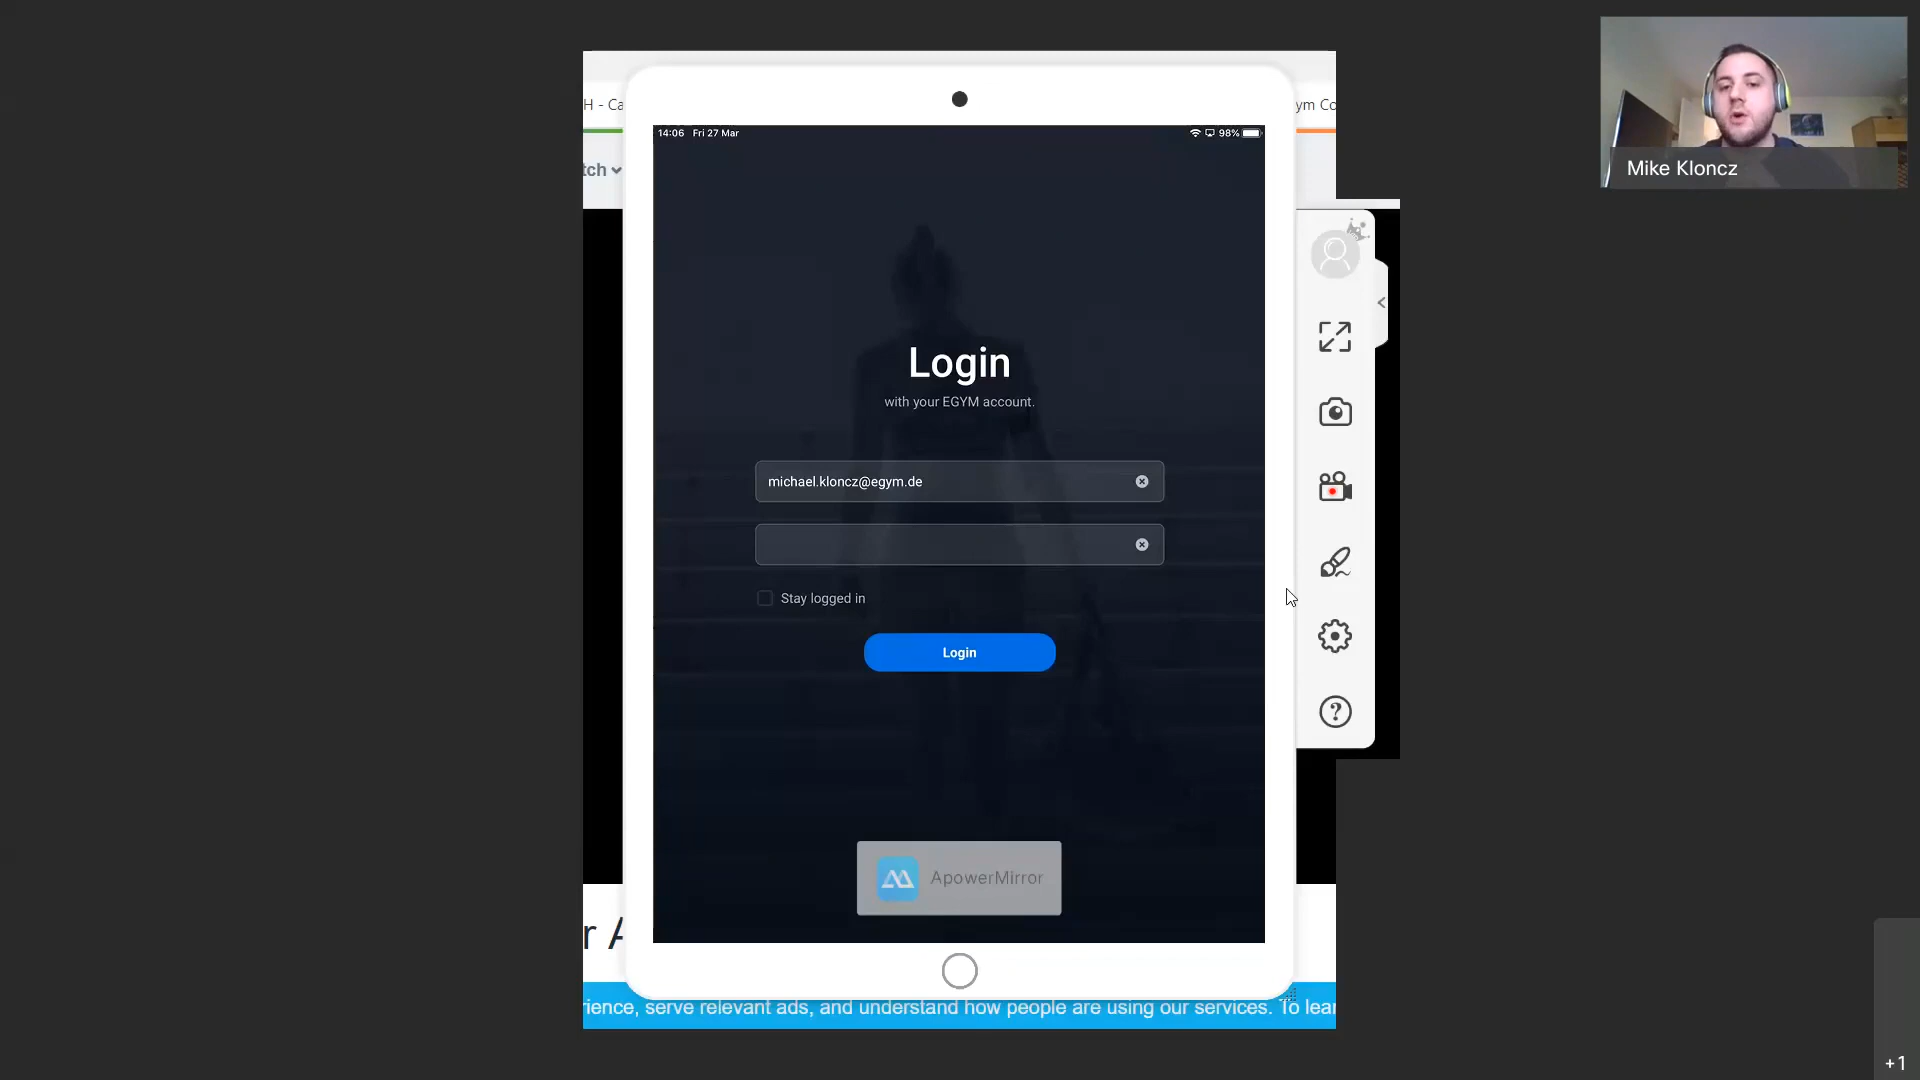 H - Ca
ym Co
14:06 Fri 27 Mar
98%
Mike Kloncz
tch
Login
with your EGYM account.
michael.kloncz@egym.de
Stay logged in
Login
ApowerMirror
r A
rience, serve relevant ads, and understand how people are using our services. To lear
+1